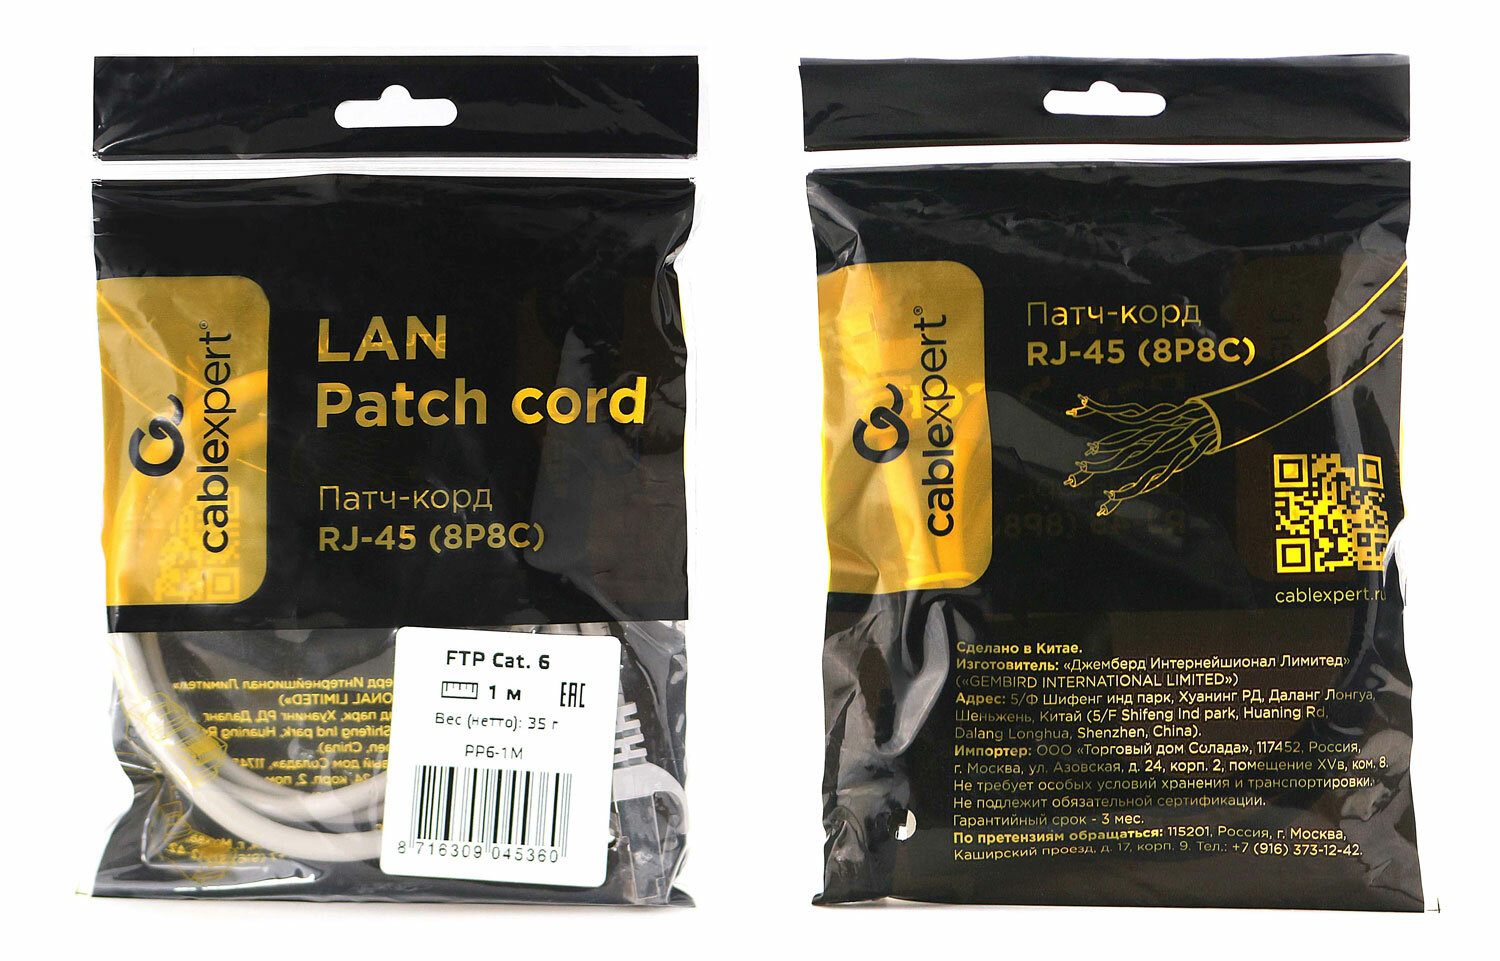 cablexpert®
LAN
Patch cord
Патч-корд
RJ-45 (8P8C)
FTP Cat. 6
1 м
EAC
Вес (нетто): 35 г
PP6-1M
8 716309 045360
cablexpert®
Патч-корд
RJ-45 (8P8C)
cablexpert.ru
Сделано в Китае.
Изготовитель: «Джемберд Интернейшионал Лимитед»
(«GEMBIRD INTERNATIONAL LIMITED»)
Адрес: 5/Ф Шифенг инд парк, Хуанинг РД, Даланг Лонгуа,
Шеньжень, Китай (5/F Shifeng Ind park, Huaning Rd,
Dalang Longhua, Shenzhen, China).
Импортер: ООО «Торговый дом Солада», 117452, Россия,
г. Москва, ул. Азовская, д. 24, корп. 2, помещение XVв, ком. 8.
Не требует особых условий хранения и транспортировки.
Не подлежит обязательной сертификации.
Гарантийный срок - 3 мес.
По претензиям обращаться: 115201, Россия, г. Москва,
Каширский проезд, д. 17, корп. 9. Тел.: +7 (916) 373-12-42.